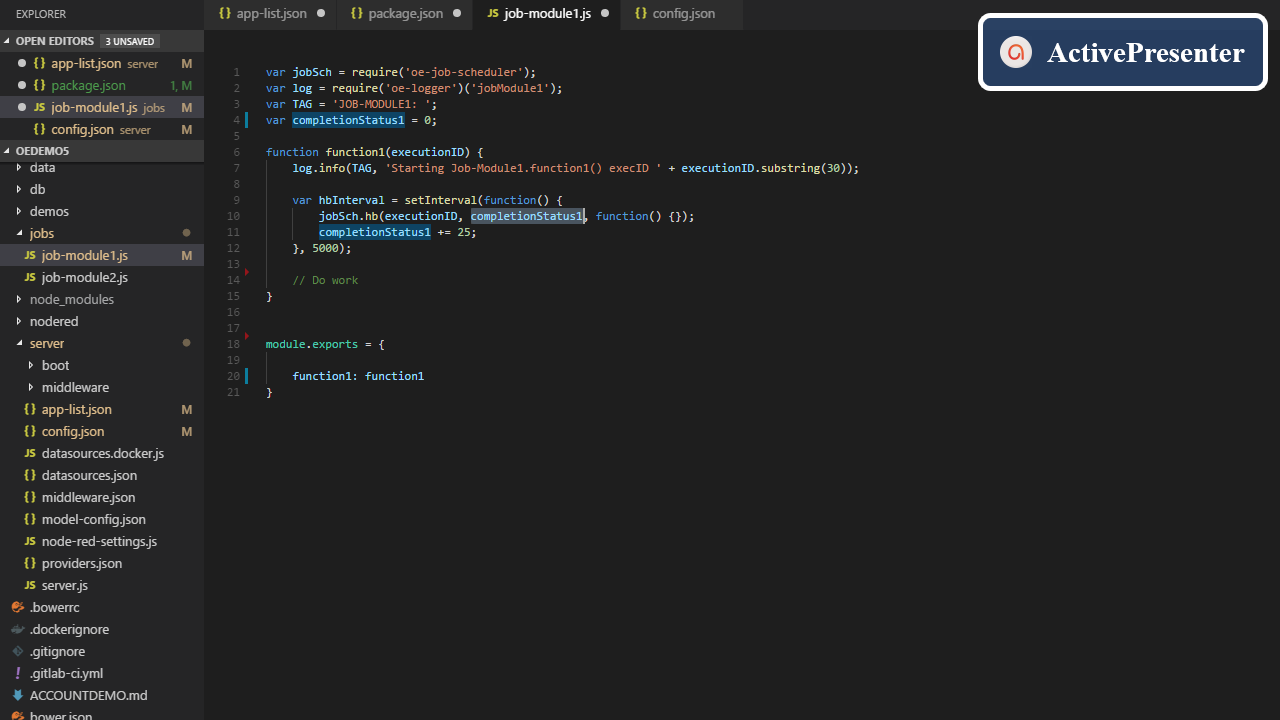 EXPLORER
OPEN EDITORS 3 UNSAVED
app-list.json server M
package.json 1, M
job-module1.js jobs M
config.json server M
OEDEMO5
data
db
demos
jobs
JS job-module1.js M
JS job-module2.js
node_modules
nodered
server
boot
middleware
{} app-list.json M
{} config.json M
JS datasources.docker.js
{} datasources.json
{} middleware.json
{} model-config.json
JS node-red-settings.js
{} providers.json
JS server.js
.bowerrc
.dockerignore
.gitignore
! .gitlab-ci.yml
ACCOUNTDEMO.md
bower.json
{} app-list.json {} package.json JS job-module1.js {} config.json
1 var jobSch = require('oe-job-scheduler');
2 var log = require('oe-logger')('jobModule1');
3 var TAG = 'JOB-MODULE1: ';
4 var completionStatus1 = 0;
5
6 function function1(executionID) {
7 log.info(TAG, 'Starting Job-Module1.function1() execID ' + executionID.substring(30));
8
9 var hbInterval = setInterval(function() {
10 jobSch.hb(executionID, completionStatus1, function() {});
11 completionStatus1 += 25;
12 }, 5000);
13
14 // Do work
15 }
16
17
18 module.exports = {
19
20 function1: function1
21 }
ActivePresenter